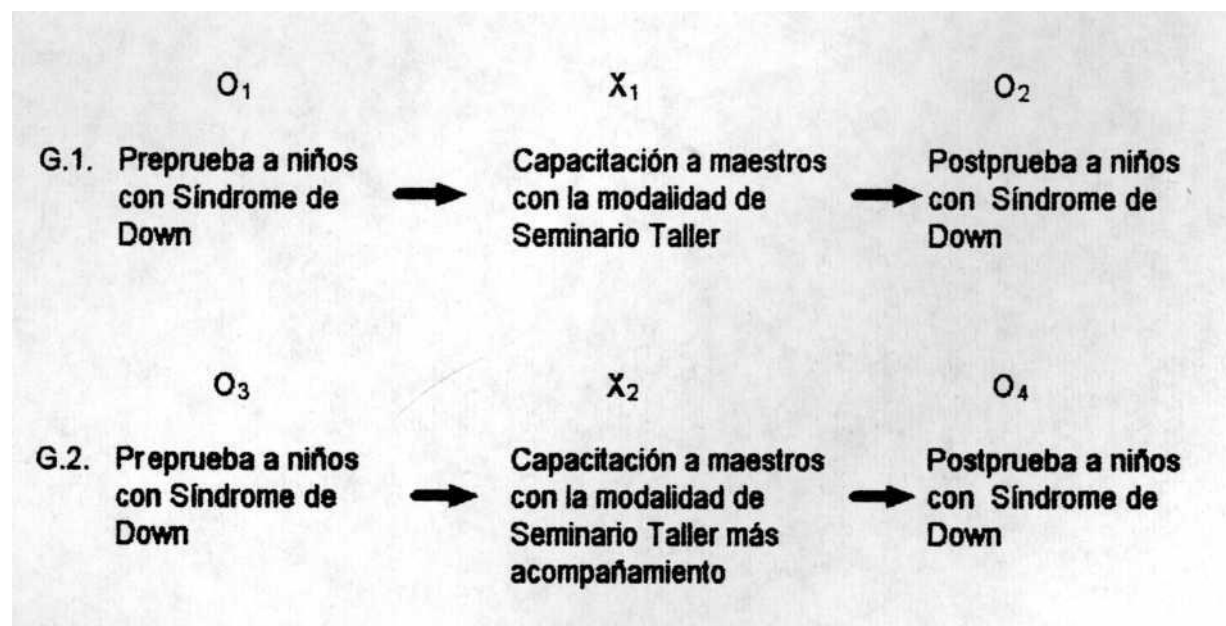 O₁ X₁ O₂
G.1. Preprueba a niños Capacitación a maestros Postprueba a niños
con Síndrome de con la modalidad de con Síndrome de
Down Seminario Taller Down
O₃ X₂ O₄
G.2. Preprueba a niños Capacitación a maestros Postprueba a niños
con Síndrome de con la modalidad de con Síndrome de
Down Seminario Taller más Down
acompañamiento